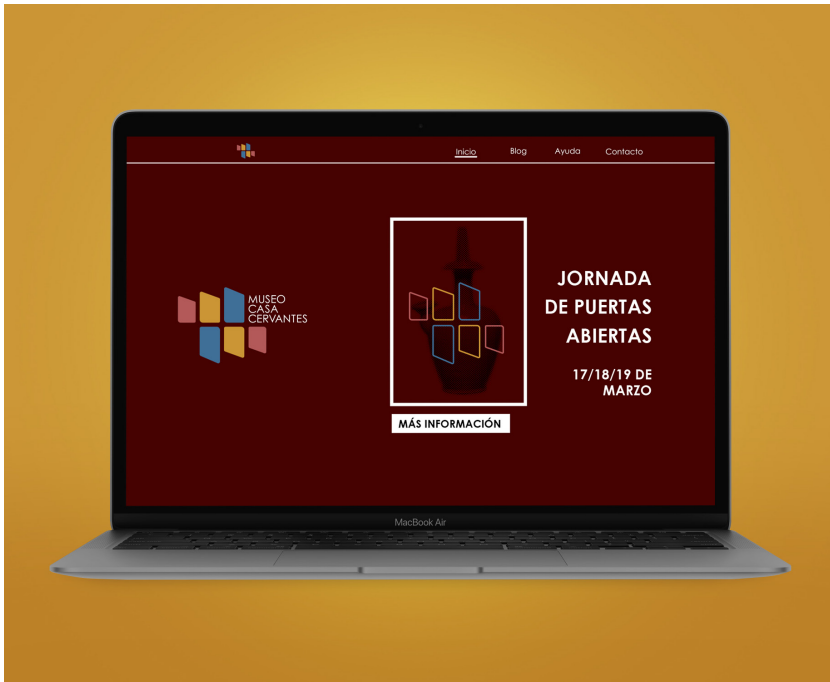 Inicio Blog Ayuda Contacto
MUSEO
CASA
CERVANTES
JORNADA
DE PUERTAS
ABIERTAS
17/18/19 DE
MARZO
MÁS INFORMACIÓN
MacBook Air